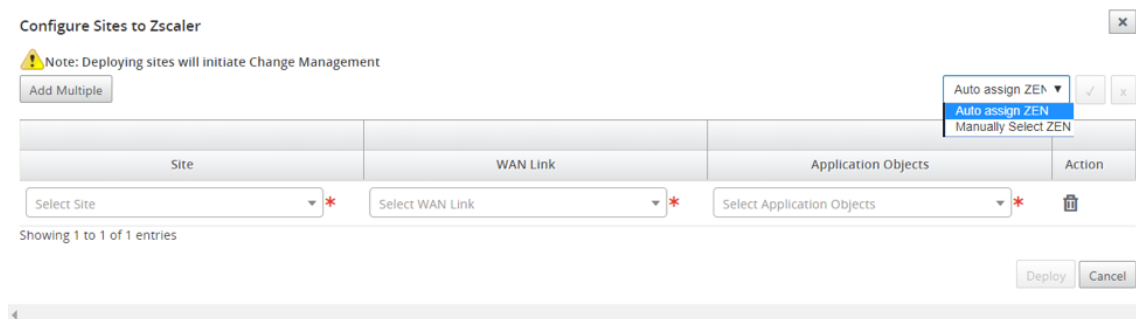 Configure Sites to Zscaler
x
Note: Deploying sites will initiate Change Management
Add Multiple
Auto assign ZEN
✓ x
Auto assign ZEN
Manually Select ZEN
Site WAN Link Application Objects Action
Select Site * Select WAN Link * Select Application Objects *
Showing 1 to 1 of 1 entries
Deploy Cancel